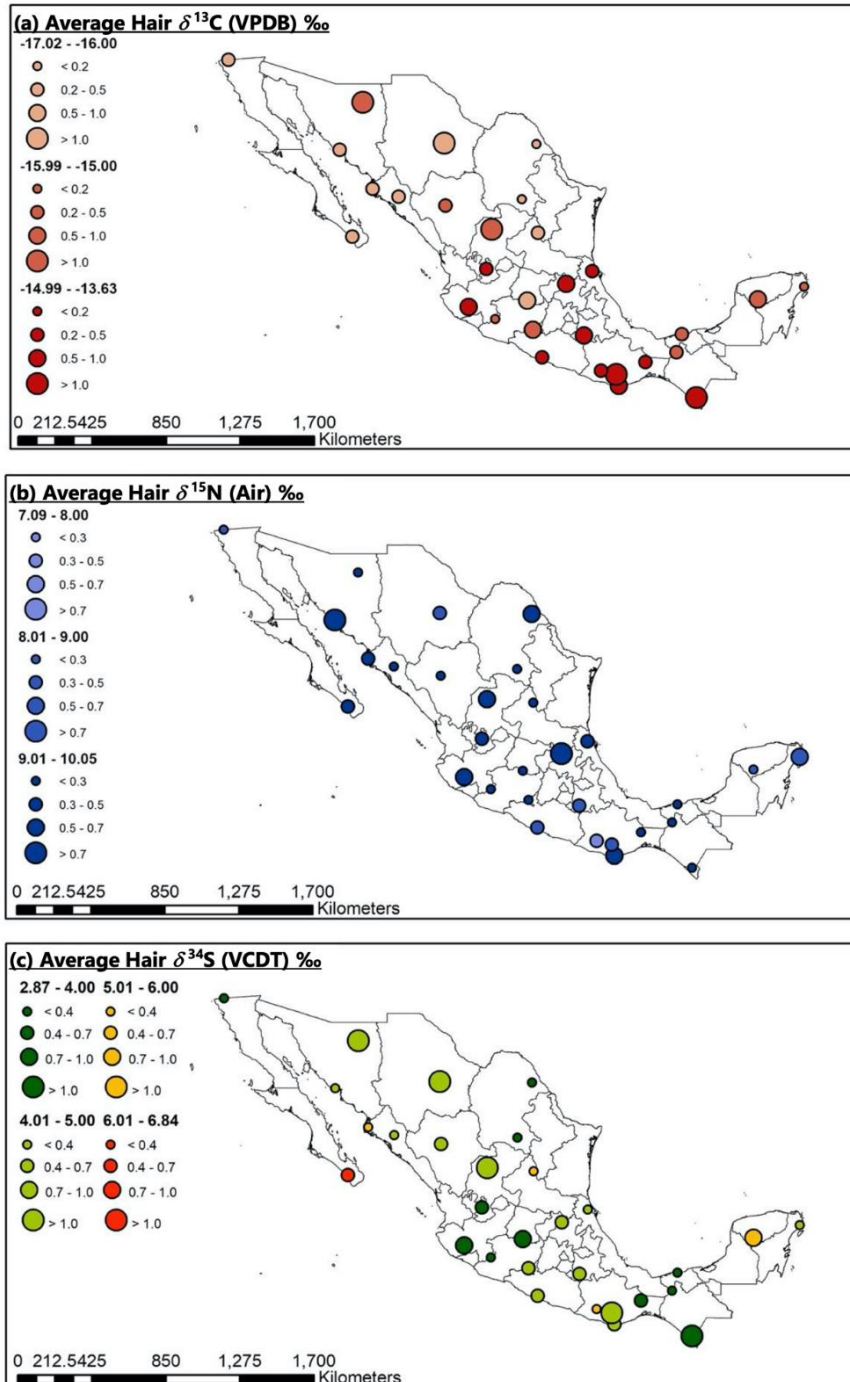 (a) Average Hair δ ¹³C (VPDB) ‰
-17.02 - -16.00
< 0.2
0.2 - 0.5
0.5 - 1.0
> 1.0
-15.99 - -15.00
< 0.2
0.2 - 0.5
0.5 - 1.0
> 1.0
-14.99 - -13.63
< 0.2
0.2 - 0.5
0.5 - 1.0
> 1.0
0 212.5425 850 1,275 1,700
Kilometers
(b) Average Hair δ ¹⁵N (Air) ‰
7.09 - 8.00
< 0.3
0.3 - 0.5
0.5 - 0.7
> 0.7
8.01 - 9.00
< 0.3
0.3 - 0.5
0.5 - 0.7
> 0.7
9.01 - 10.05
< 0.3
0.3 - 0.5
0.5 - 0.7
> 0.7
0 212.5425 850 1,275 1,700
Kilometers
(c) Average Hair δ ³⁴S (VCDT) ‰
2.87 - 4.00 5.01 - 6.00
< 0.4 < 0.4
0.4 - 0.7 0.4 - 0.7
0.7 - 1.0 0.7 - 1.0
> 1.0 > 1.0
4.01 - 5.00 6.01 - 6.84
< 0.4 < 0.4
0.4 - 0.7 0.4 - 0.7
0.7 - 1.0 0.7 - 1.0
> 1.0 > 1.0
0 212.5425 850 1,275 1,700
Kilometers